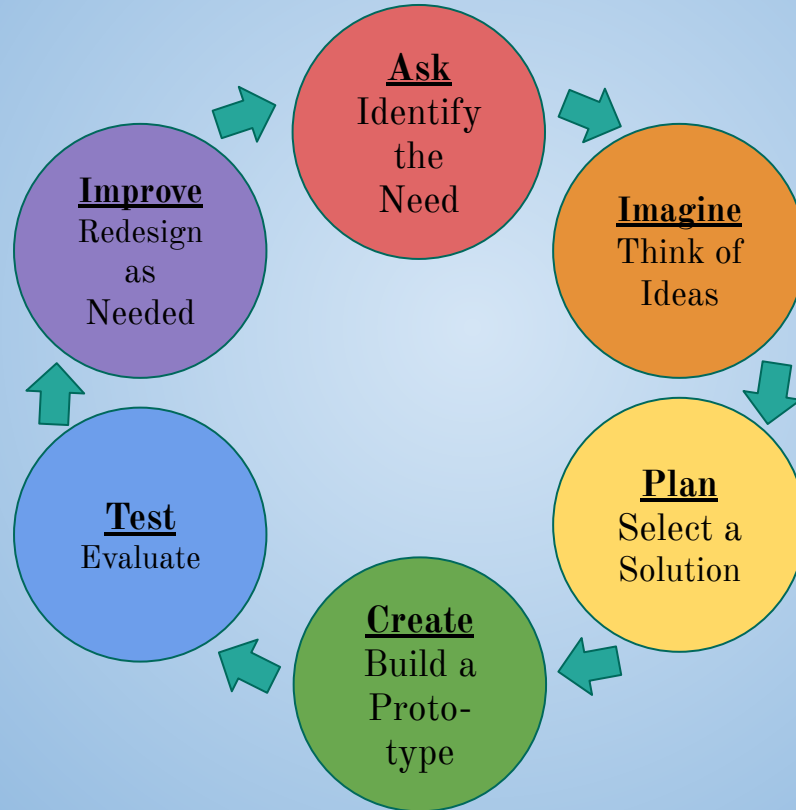 Ask
Identify
the
Need
Imagine
Think of
Ideas
Plan
Select a
Solution
Create
Build a
Proto-
type
Test
Evaluate
Improve
Redesign
as
Needed